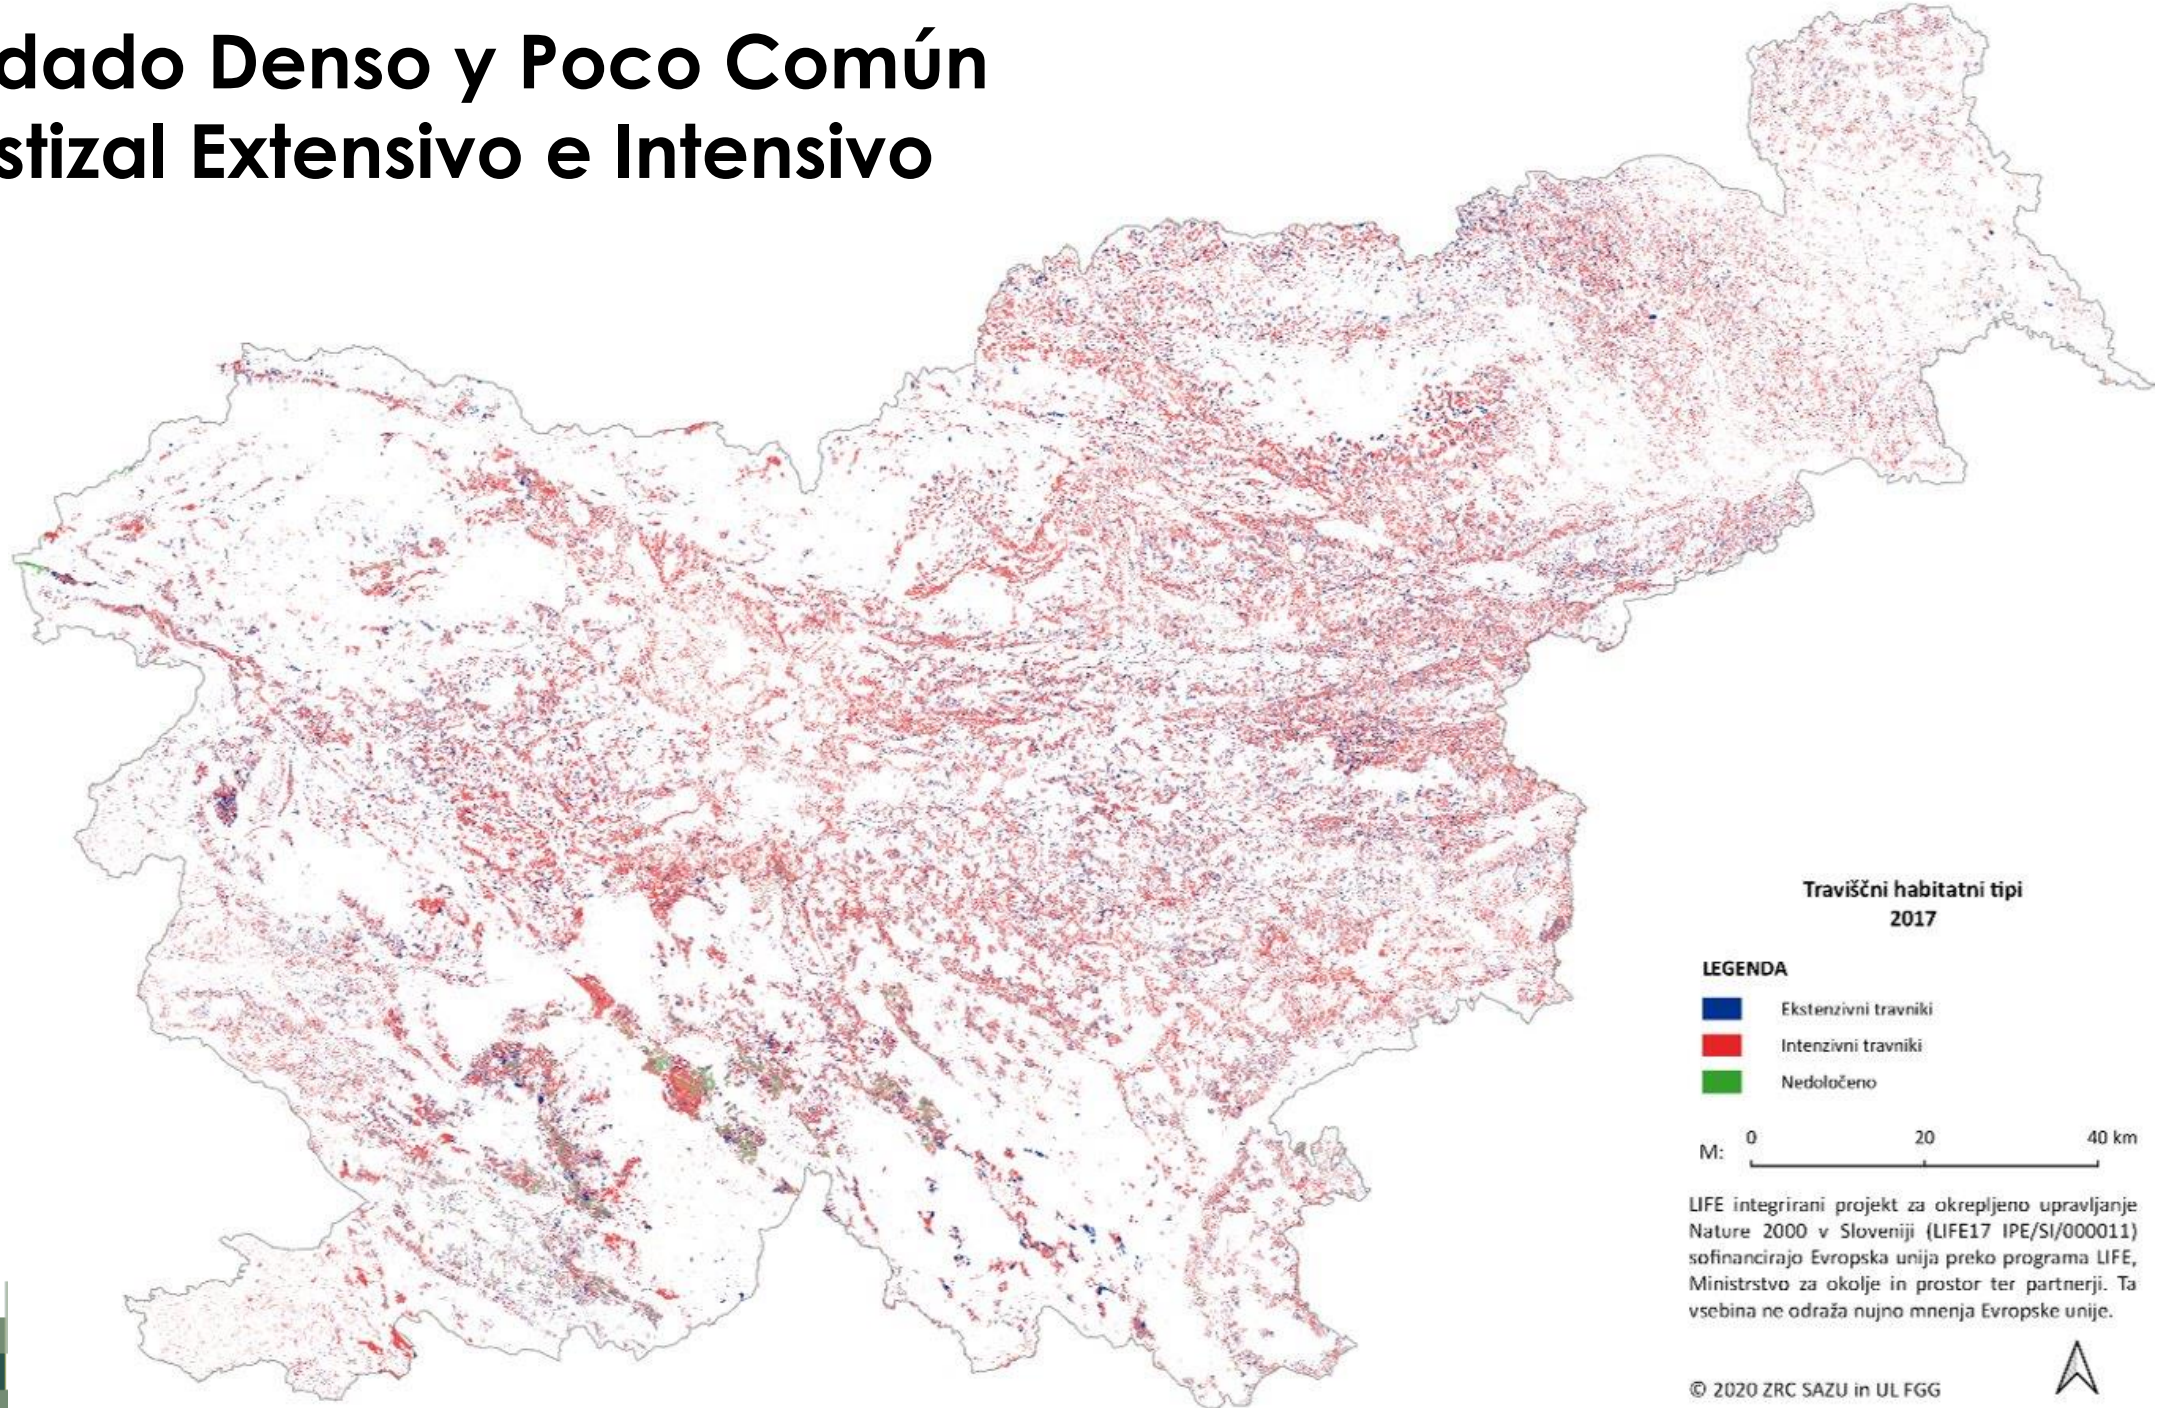 dado Denso y Poco Común
stizal Extensivo e Intensivo
Traviščni habitatni tipi
2017
LEGENDA
Ekstenzivni travniki
Intenzivni travniki
Nedoločeno
M: 0 20 40 km
LIFE integrirani projekt za okrepljeno upravljanje
Nature 2000 v Sloveniji (LIFE17 IPE/SI/000011)
sofinancirajo Evropska unija preko programa LIFE,
Ministrstvo za okolje in prostor ter partnerji. Ta
vsebina ne odraža nujno mnenja Evropske unije.
© 2020 ZRC SAZU in UL FGG